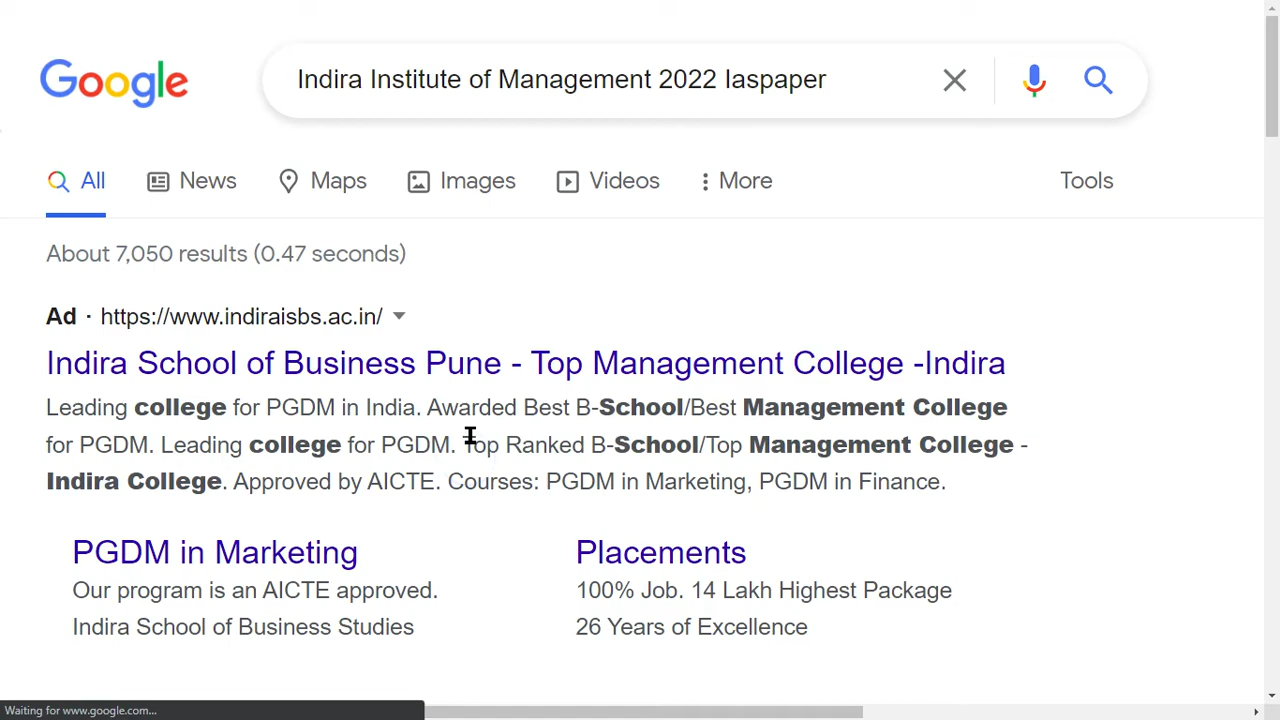 Google
Indira Institute of Management 2022 Iaspaper
All News Maps Images Videos More Tools
About 7,050 results (0.47 seconds)
Ad · https://www.indiraisbs.ac.in/
Indira School of Business Pune - Top Management College -Indira
Leading college for PGDM in India. Awarded Best B-School/Best Management College
for PGDM. Leading college for PGDM. Top Ranked B-School/Top Management College -
Indira College. Approved by AICTE. Courses: PGDM in Marketing, PGDM in Finance.
PGDM in Marketing
Our program is an AICTE approved.
Indira School of Business Studies
Placements
100% Job. 14 Lakh Highest Package
26 Years of Excellence
Waiting for www.google.com...